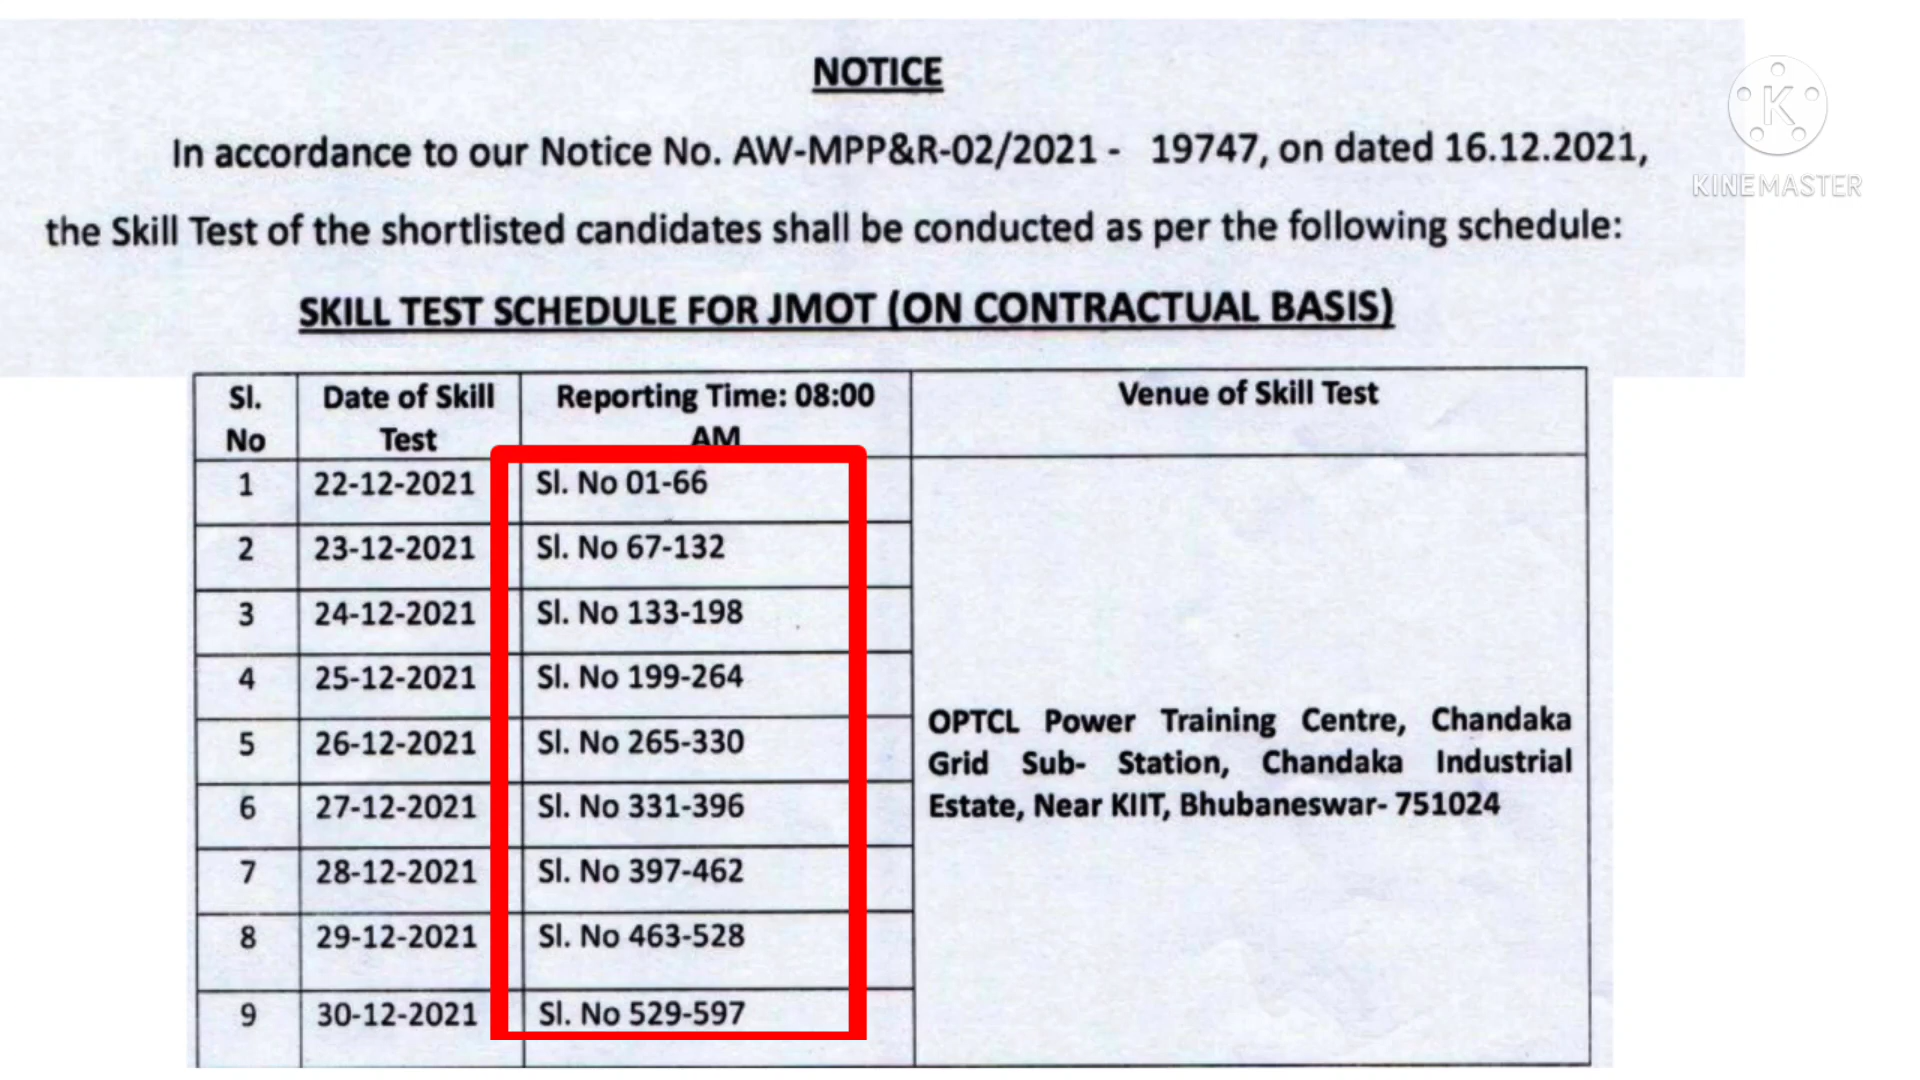 NOTICE
In accordance to our Notice No. AW-MPP&R-02/2021 - 19747, on dated 16.12.2021,
the Skill Test of the shortlisted candidates shall be conducted as per the following schedule:
SKILL TEST SCHEDULE FOR JMOT (ON CONTRACTUAL BASIS)
Sl. No Date of Skill Test Reporting Time: 08:00 AM Venue of Skill Test
1 22-12-2021 Sl. No 01-66
2 23-12-2021 Sl. No 67-132
3 24-12-2021 Sl. No 133-198
4 25-12-2021 Sl. No 199-264
5 26-12-2021 Sl. No 265-330
6 27-12-2021 Sl. No 331-396
7 28-12-2021 Sl. No 397-462
8 29-12-2021 Sl. No 463-528
9 30-12-2021 Sl. No 529-597
OPTCL Power Training Centre, Chandaka
Grid Sub- Station, Chandaka Industrial
Estate, Near KIIT, Bhubaneswar- 751024
K
KINEMASTER